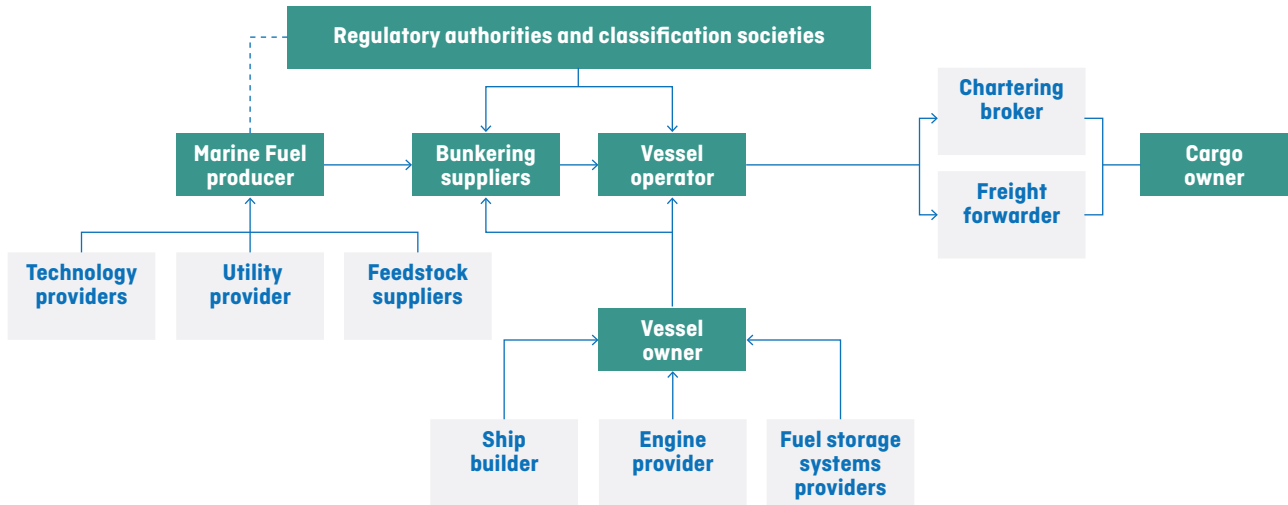 Regulatory authorities and classification societies
Chartering
broker
Marine Fuel
producer
Bunkering
suppliers
Vessel
operator
Cargo
owner
Freight
forwarder
Technology
providers
Utility
provider
Feedstock
suppliers
Vessel
owner
Ship
builder
Engine
provider
Fuel storage
systems
providers